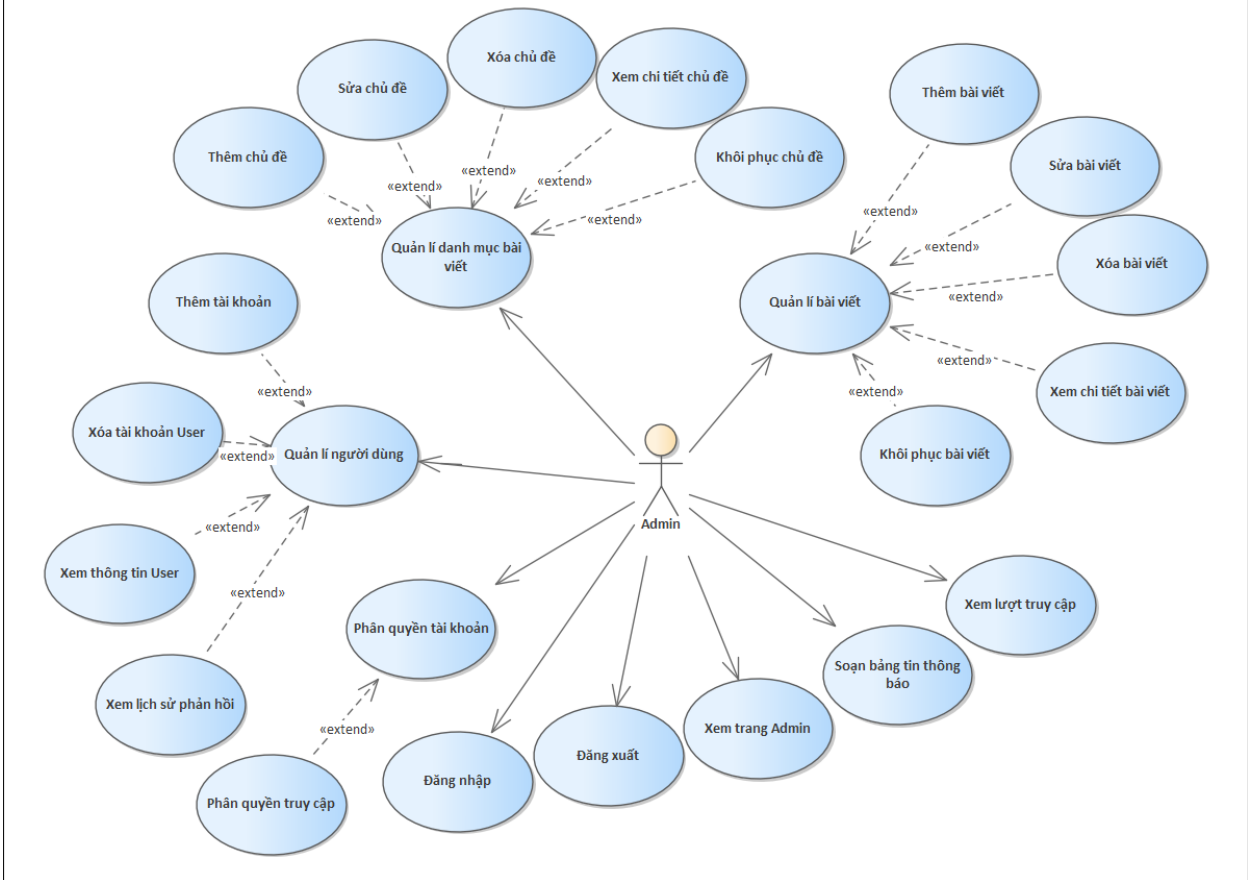 Xóa chủ đề
Sửa chủ đề
Xem chi tiết chủ đề
Thêm bài viết
Thêm chủ đề
Khôi phục chủ đề
Sửa bài viết
«extend»
«extend»
«extend»
«extend»
«extend»
«extend»
«extend»
Quản lí danh mục bài
viết
Xóa bài viết
Thêm tài khoản
Quản lí bài viết
«extend»
«extend»
«extend»
«extend»
Xem chi tiết bài viết
Xóa tài khoản User
«extend»
Quản lí người dùng
Khôi phục bài viết
«extend»
Admin
Xem thông tin User
«extend»
Xem lượt truy cập
Phân quyền tài khoản
Soạn bảng tin thông
báo
Xem lịch sử phản hồi
«extend»
Xem trang Admin
Đăng xuất
Đăng nhập
Phân quyền truy cập